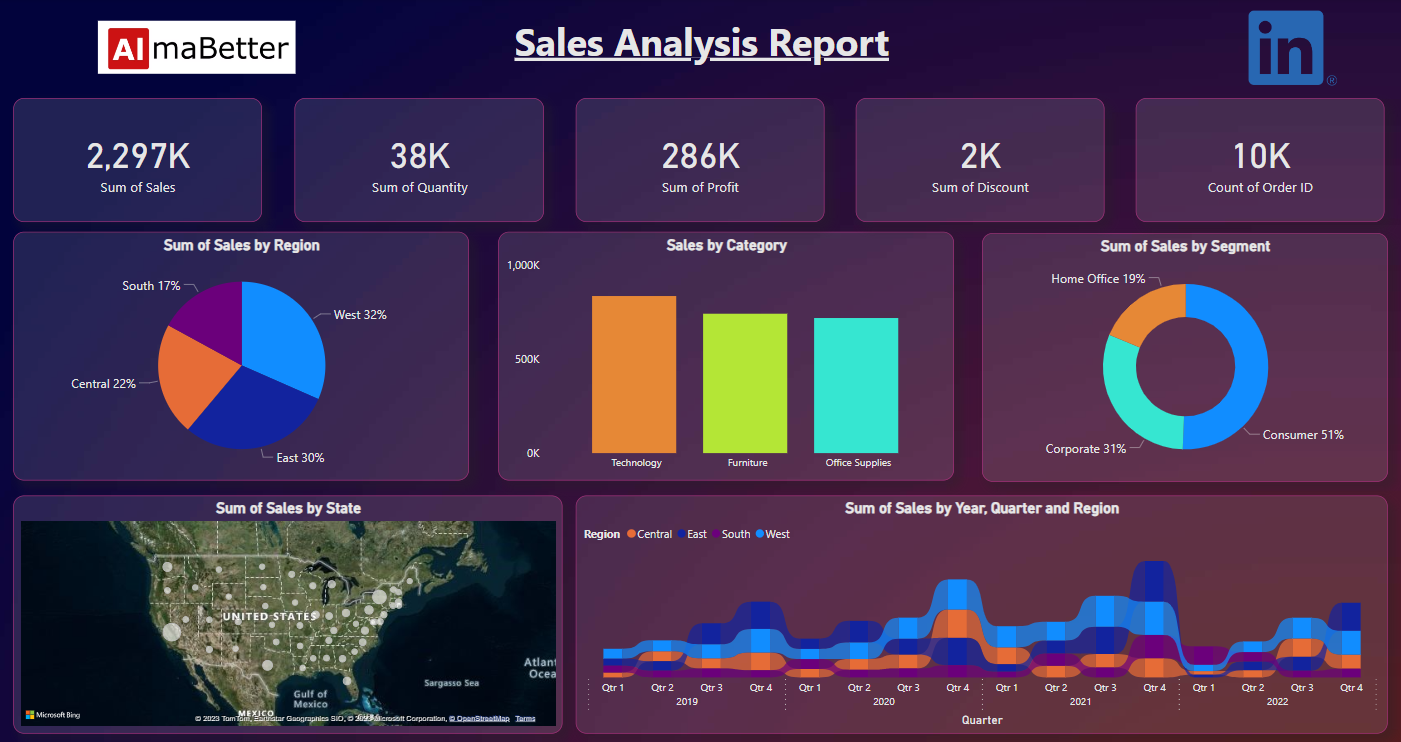 AlmaBetter
Sales Analysis Report
in
®
2,297K
Sum of Sales
38K
Sum of Quantity
286K
Sum of Profit
2K
Sum of Discount
10K
Count of Order ID
Sum of Sales by Region
South 17%
West 32%
Central 22%
East 30%
Sales by Category
1,000K
500K
0K
Technology
Furniture
Office Supplies
Sum of Sales by Segment
Home Office 19%
Corporate 31%
Consumer 51%
Sum of Sales by State
UNITED STATES
Atlant
Ocea
Sargasso Sea
Gulf of
Mexico
MEXICO
Microsoft Bing
© 2023 TomTom, Earthstar Geographics SIO, © 2023 Microsoft Corporation, © OpenStreetMap Terms
Sum of Sales by Year, Quarter and Region
Region Central East South West
Qtr 1 Qtr 2 Qtr 3 Qtr 4 Qtr 1 Qtr 2 Qtr 3 Qtr 4 Qtr 1 Qtr 2 Qtr 3 Qtr 4 Qtr 1 Qtr 2 Qtr 3 Qtr 4
2019 2020 2021 2022
Quarter